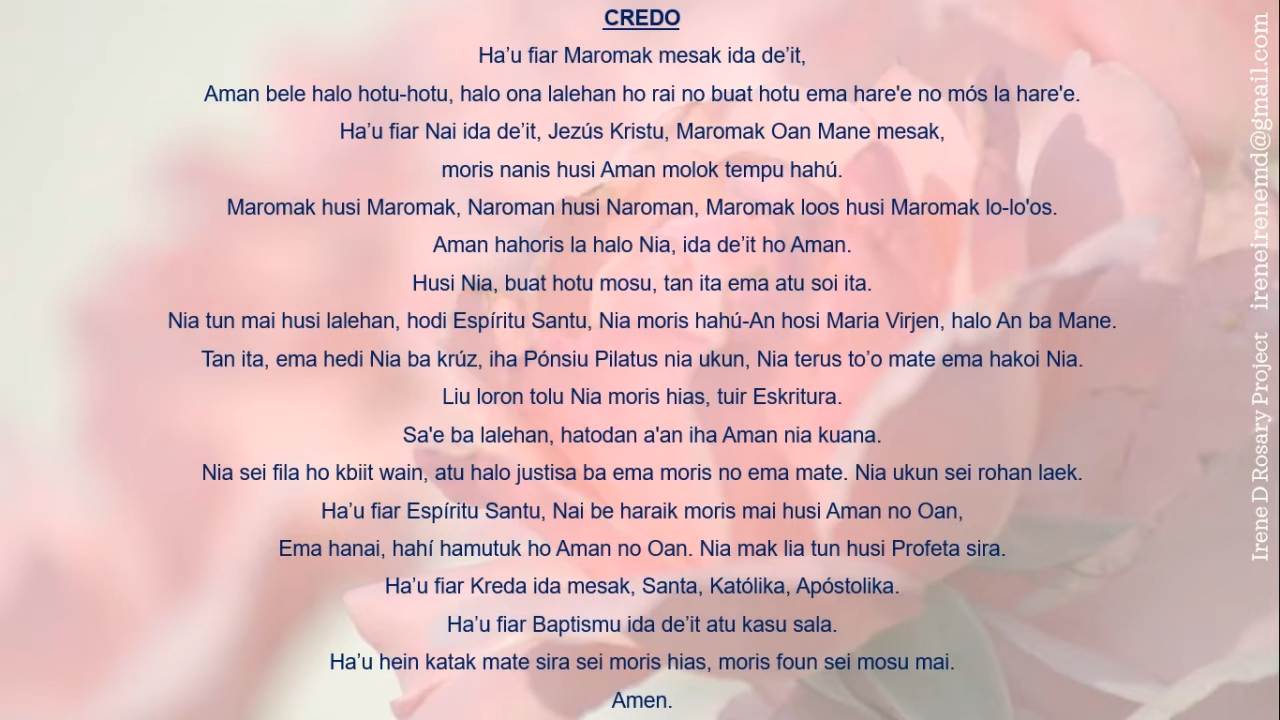 CREDO
Ha’u fiar Maromak mesak ida de’it,
Aman bele halo hotu-hotu, halo ona lalehan ho rai no buat hotu ema hare'e no mós la hare'e.
Ha’u fiar Nai ida de’it, Jezús Kristu, Maromak Oan Mane mesak,
moris nanis husi Aman molok tempu hahú.
Maromak husi Maromak, Naroman husi Naroman, Maromak loos husi Maromak lo-lo'os.
Aman hahoris la halo Nia, ida de’it ho Aman.
Husi Nia, buat hotu mosu, tan ita ema atu soi ita.
Nia tun mai husi lalehan, hodi Espíritu Santu, Nia moris hahú-An hosi Maria Virjen, halo An ba Mane.
Tan ita, ema hedi Nia ba krúz, iha Pónsiu Pilatus nia ukun, Nia terus to’o mate ema hakoi Nia.
Liu loron tolu Nia moris hias, tuir Eskritura.
Sa'e ba lalehan, hatodan a'an iha Aman nia kuana.
Nia sei fila ho kbiit wain, atu halo justisa ba ema moris no ema mate. Nia ukun sei rohan laek.
Ha’u fiar Espíritu Santu, Nai be haraik moris mai husi Aman no Oan,
Ema hanai, hahí hamutuk ho Aman no Oan. Nia mak lia tun husi Profeta sira.
Ha’u fiar Kreda ida mesak, Santa, Katólika, Apóstolika.
Ha’u fiar Baptismu ida de’it atu kasu sala.
Ha’u hein katak mate sira sei moris hias, moris foun sei mosu mai.
Amen.
Irene D Rosary Project ireneirenemd@gmail.com